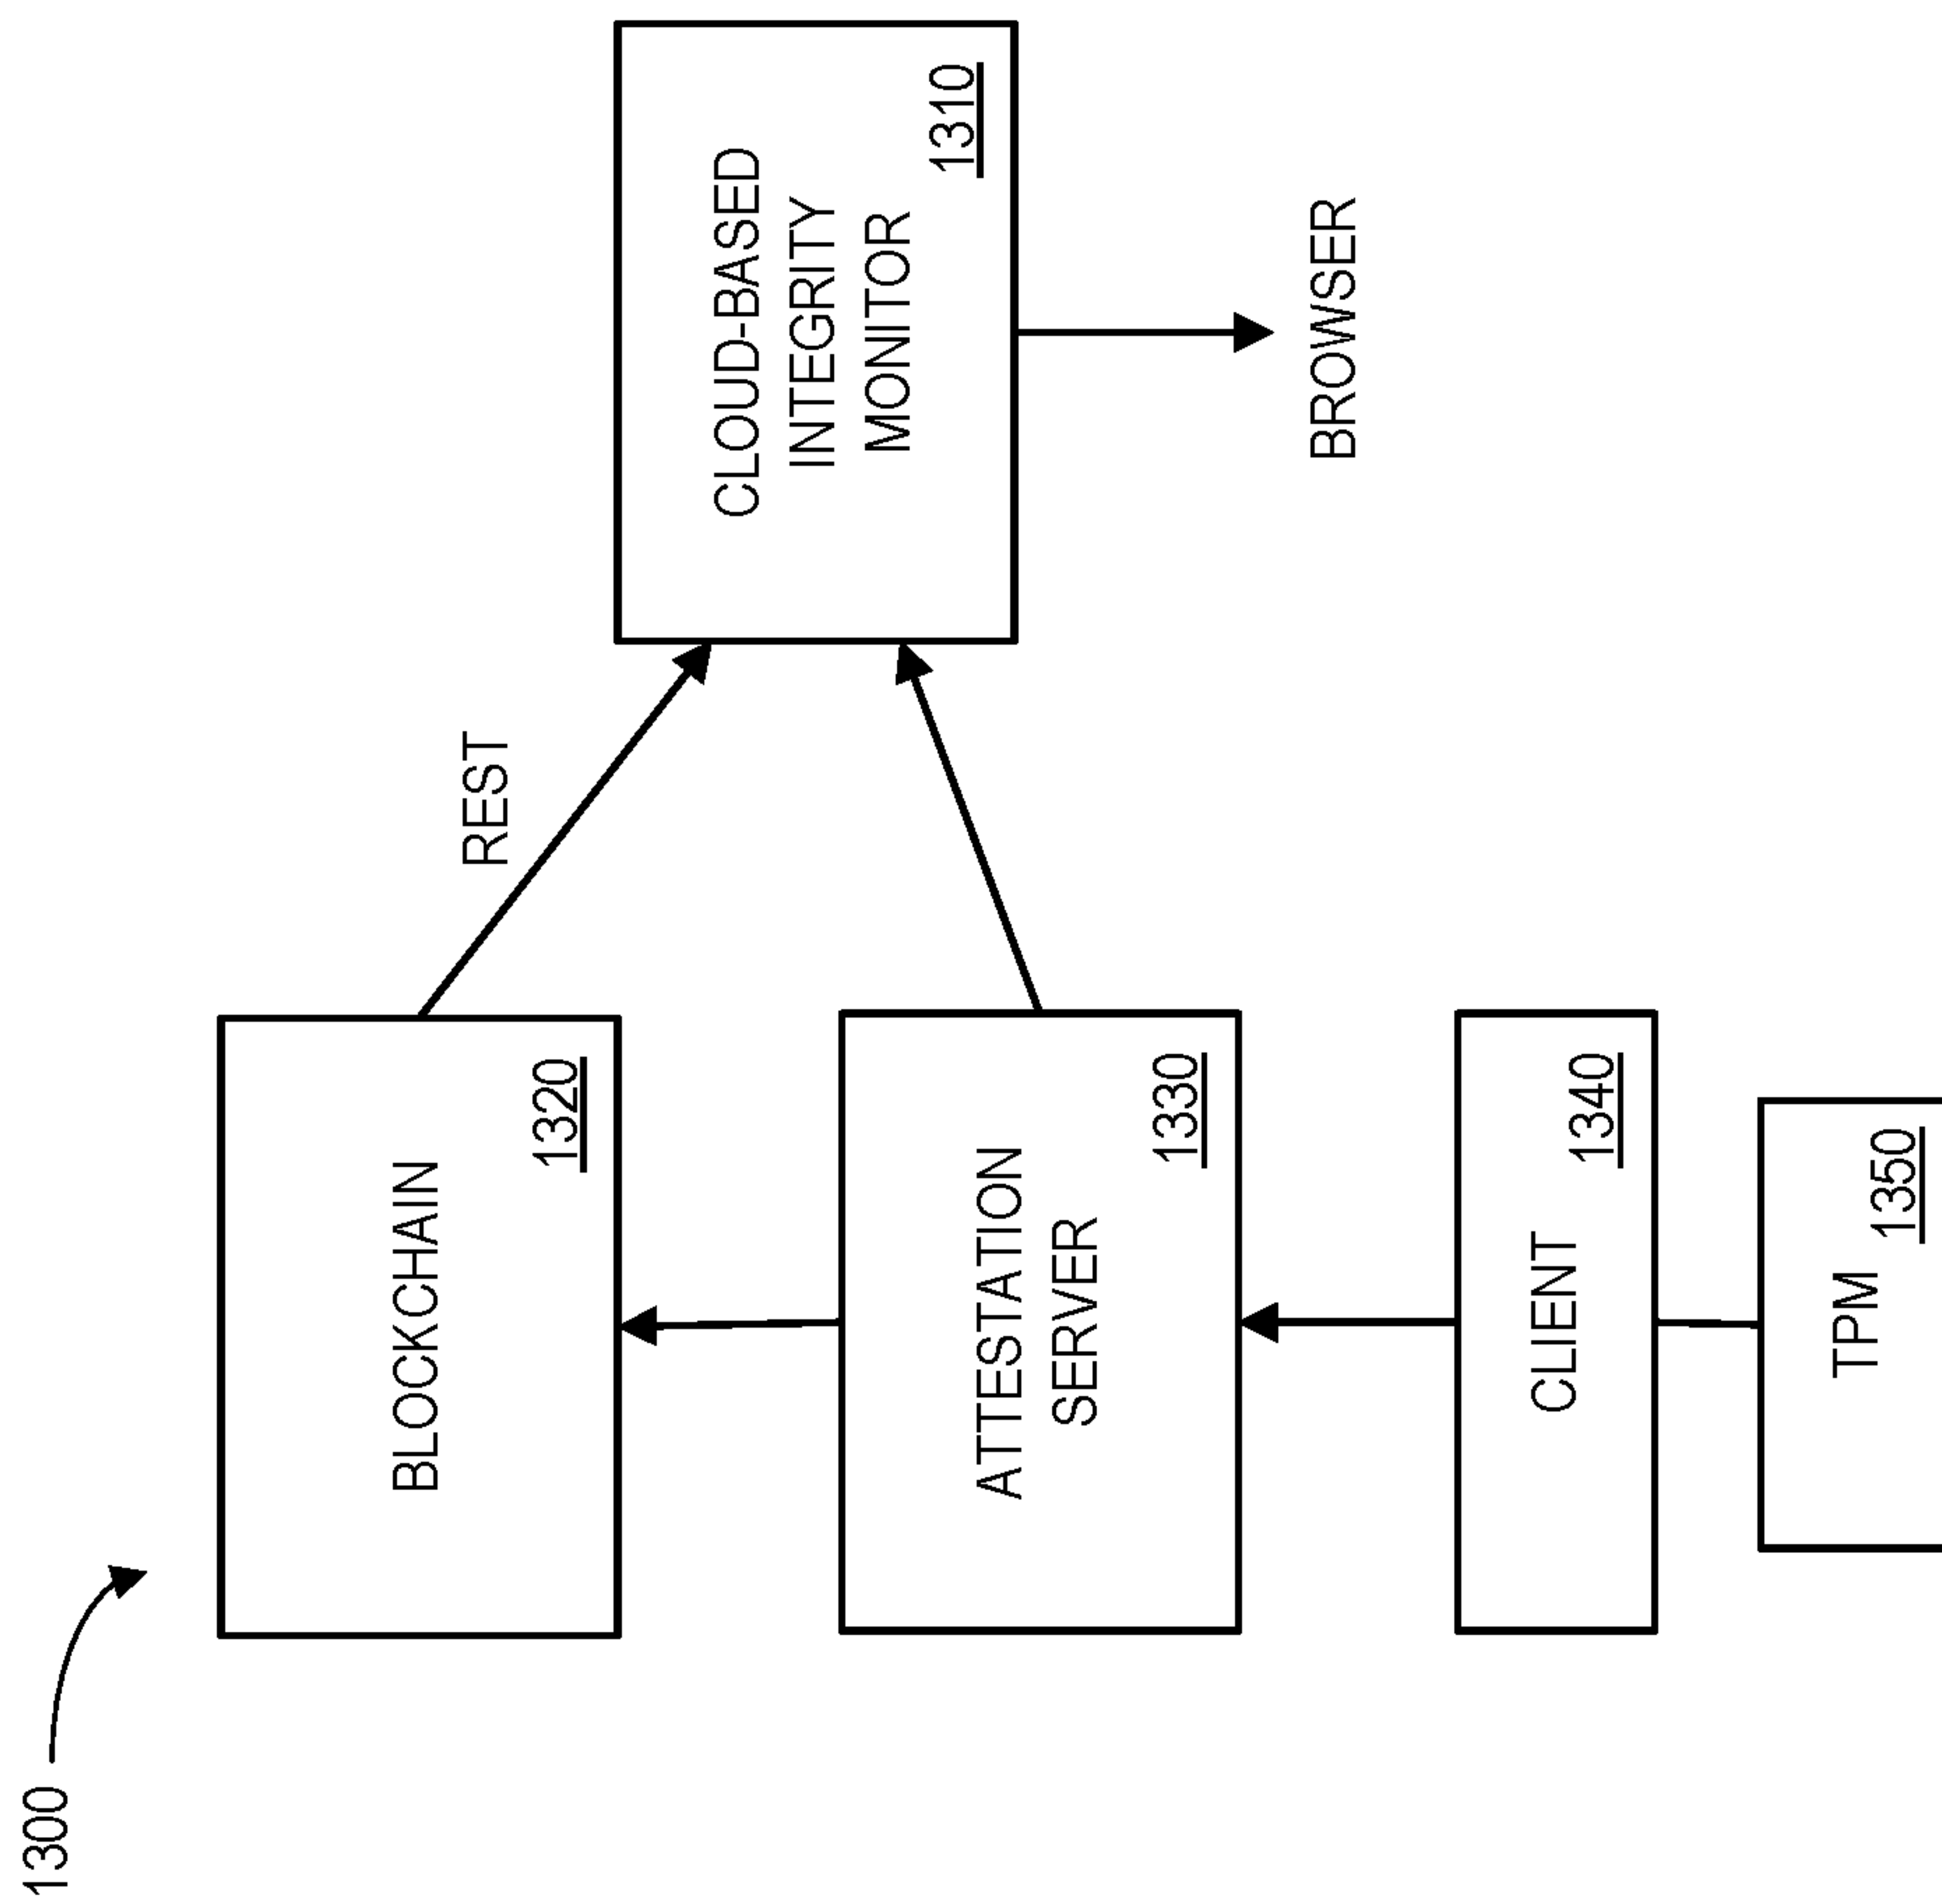 1300
BLOCKCHAIN
1320
REST
CLOUD-BASED
INTEGRITY
MONITOR
1310
ATTESTATION
SERVER
1330
BROWSER
CLIENT
1340
TPM
1350